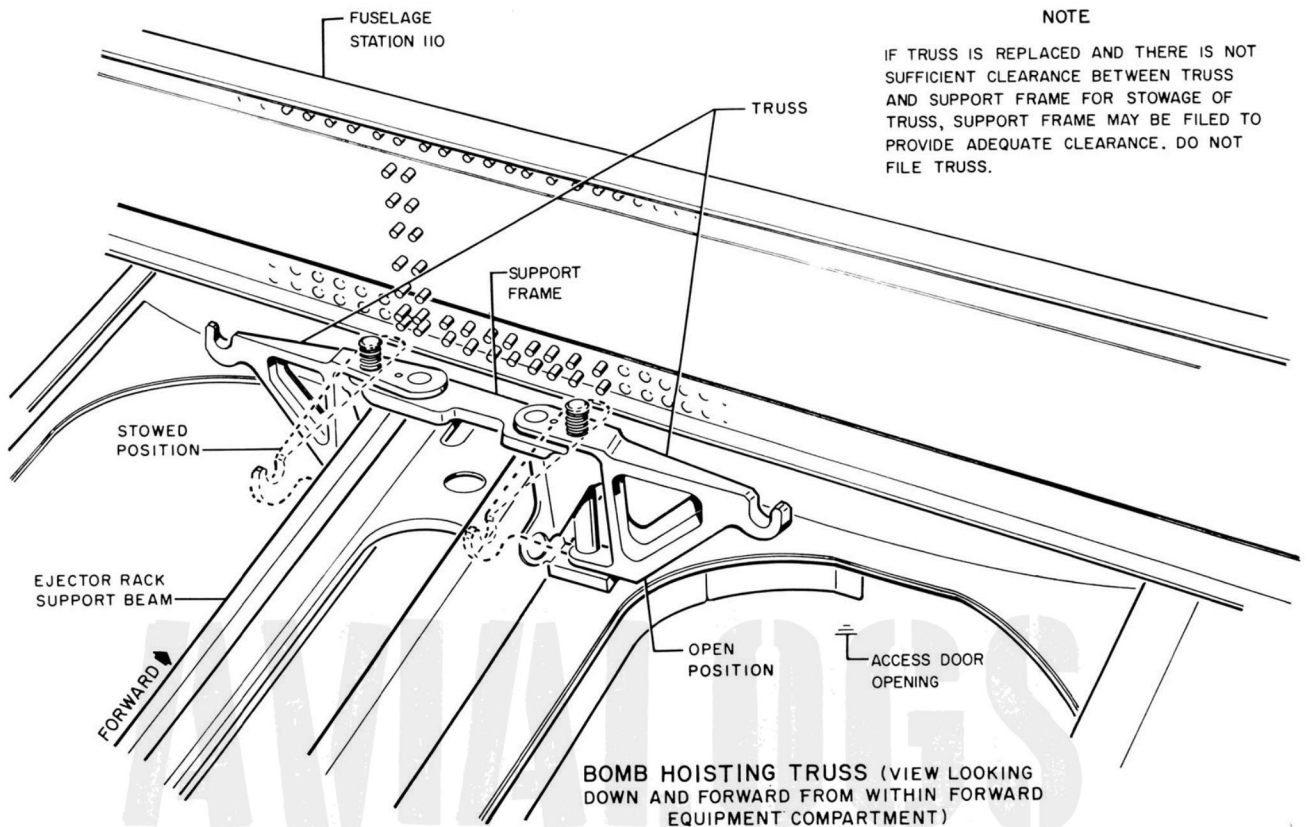 FUSELAGE
STATION 110
NOTE
IF TRUSS IS REPLACED AND THERE IS NOT
SUFFICIENT CLEARANCE BETWEEN TRUSS
AND SUPPORT FRAME FOR STOWAGE OF
TRUSS, SUPPORT FRAME MAY BE FILED TO
PROVIDE ADEQUATE CLEARANCE. DO NOT
FILE TRUSS.
TRUSS
SUPPORT
FRAME
STOWED
POSITION
EJECTOR RACK
SUPPORT BEAM
FORWARD
OPEN
POSITION
ACCESS DOOR
OPENING
BOMB HOISTING TRUSS (VIEW LOOKING
DOWN AND FORWARD FROM WITHIN FORWARD
EQUIPMENT COMPARTMENT)
AVIALOGS